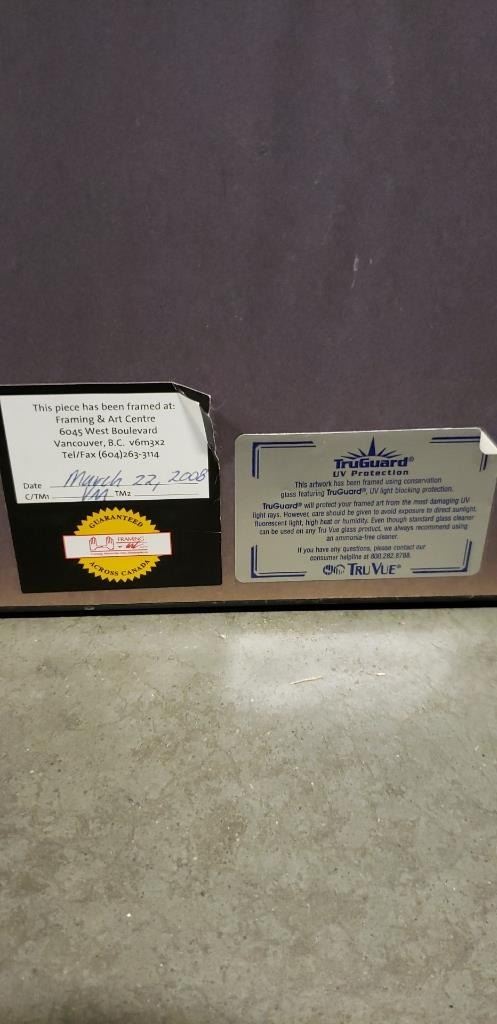 This piece has been framed at:
Framing & Art Centre
6045 West Boulevard
Vancouver, B.C. v6m3x2
Tel/Fax (604)263-3114
Date March 22, 2006
C/TM1 VM TM2
GUARANTEED
FRAMING
ACROSS CANADA
TruGuard®
UV Protection
This artwork has been framed using conservation
glass featuring TruGuard®, UV light blocking protection.
TruGuard® will protect your framed art from the most damaging UV
light rays. However, care should be given to avoid exposure to direct sunlight,
fluorescent light, high heat or humidity. Even though standard glass cleaner
can be used on any Tru Vue glass product, we always recommend using
an ammonia-free cleaner.
If you have any questions, please contact our
consumer helpline at 800.282.8788.
TRU VUE®